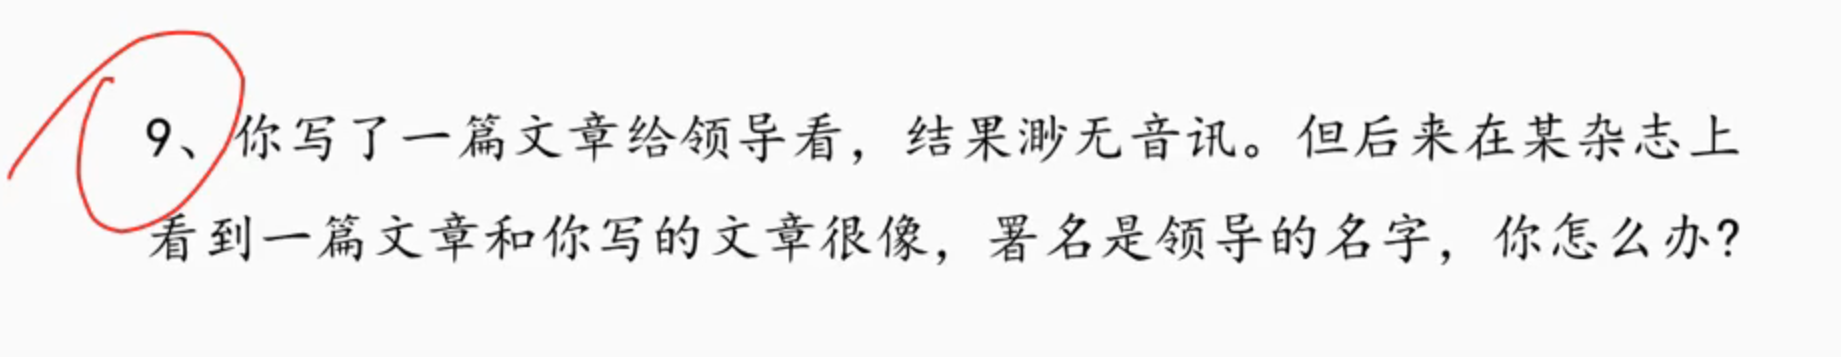 9、你写了一篇文章给领导看，结果渺无音讯。但后来在某杂志上
看到一篇文章和你写的文章很像，署名是领导的名字，你怎么办?